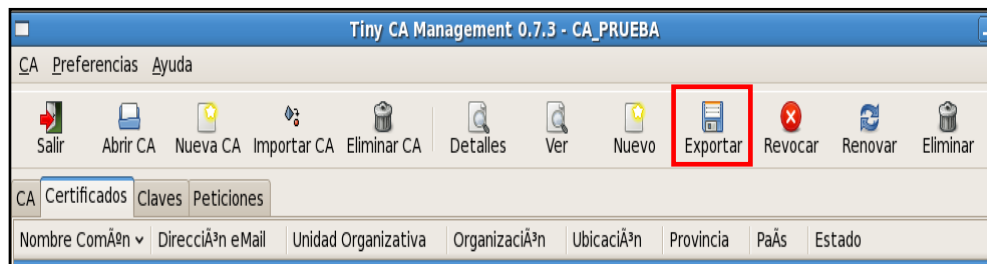 Tiny CA Management 0.7.3 - CA_PRUEBA
CA Preferencias Ayuda
Salir Abrir CA Nueva CA Importar CA Eliminar CA Detalles Ver Nuevo Exportar Revocar Renovar Eliminar
CA Certificados Claves Peticiones
Nombre ComÃºn DirecciÃ³n eMail Unidad Organizativa OrganizaciÃ³n UbicaciÃ³n Provincia PaÃ­s Estado